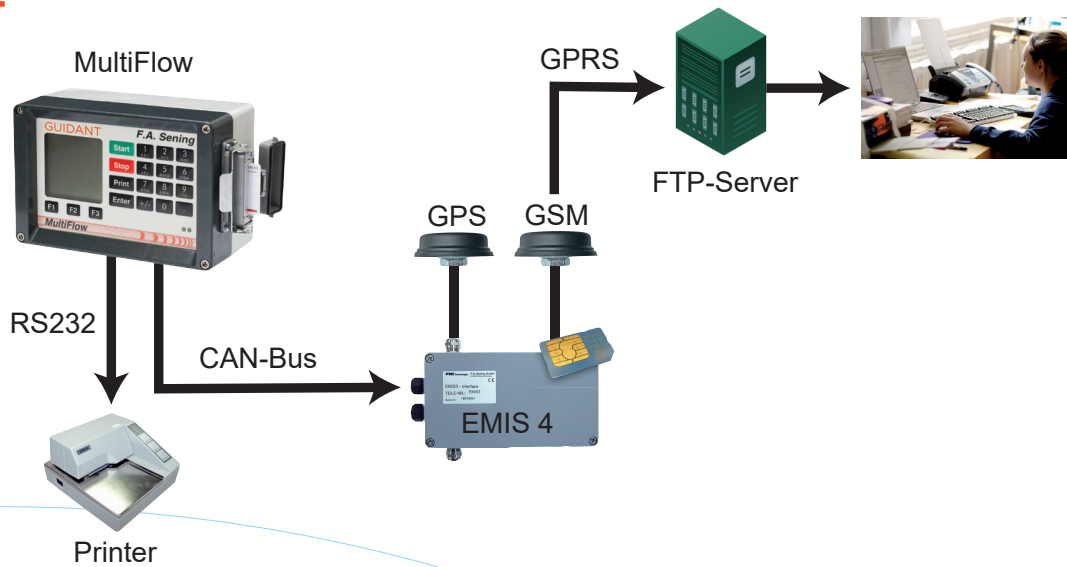 MultiFlow
GUIDANT
F.A. Sening
Start 1 2 3
Stop 4 5 6
Print 7 8 9
Enter +/- 0
F1 F2 F3
MultiFlow
RS232
CAN-Bus
Printer
GPS
GSM
EMIS 4
GPRS
FTP-Server